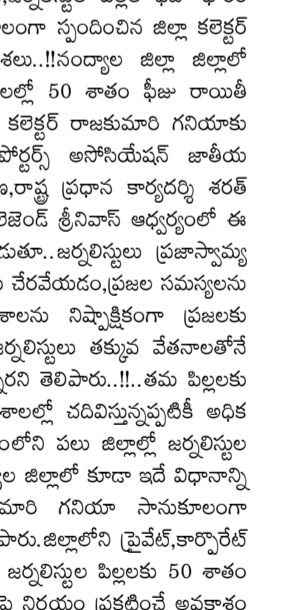 లంగా స్పందించిన జిల్లా కలెక్టర్
శలు..!!నంద్యాల జిల్లా జిల్లాలో
లల్లో 50 శాతం ఫీజు రాయితీ
కలెక్టర్ రాజకుమారి గనియాకు
పోర్టర్స్ అసోసియేషన్ జాతీయ
ణ,రాష్ట్ర ప్రధాన కార్యదర్శి శరత్
లెజెండ్ శ్రీనివాస్ ఆధ్వర్యంలో ఈ
డుతూ..జర్నలిస్టులు ప్రజాస్వామ్య
చేరవేయడం,ప్రజల సమస్యలను
శాలను నిష్పాక్షికంగా ప్రజలకు
ర్నలిస్టులు తక్కువ వేతనాలతోనే
రని తెలిపారు..!!..తమ పిల్లలకు
శాలల్లో చదివిస్తున్నప్పటికీ అధిక
ంలోని పలు జిల్లాల్లో జర్నలిస్టుల
ల జిల్లాలో కూడా ఇదే విధానాన్ని
మారి గనియా సానుకూలంగా
పారు.జిల్లాలోని ప్రైవేట్,కార్పొరేట్
జర్నలిస్టుల పిల్లలకు 50 శాతం
పై నిర్ణయం ప్రకటించే అవకాశం